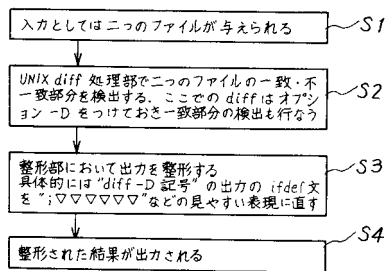 入力としては二つのファイルが与えられる
S1
UNIX diff 処理部で二つのファイルの一致・不
一致部分を検出する、ここでの diff はオプシ
ョン -D をつけておき一致部分の検出も行なう
S2
整形部において出力を整形する
具体的には"diff -D 記号" の出力の ifdef文
を ";▽▽▽▽▽▽"などの見やすい表現に直す
S3
整形された結果が出力される
S4